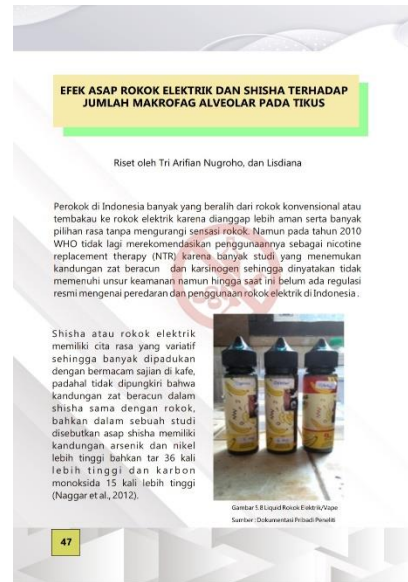 EFEK ASAP ROKOK ELEKTRIK DAN SHISHA TERHADAP
JUMLAH MAKROFAG ALVEOLAR PADA TIKUS
Riset oleh Tri Arifian Nugroho, dan Lisdiana
Perokok di Indonesia banyak yang beralih dari rokok konvensional atau
tembakau ke rokok elektrik karena dianggap lebih aman serta banyak
pilihan rasa tanpa mengurangi sensasi rokok. Namun pada tahun 2010
WHO tidak lagi merekomendasikan penggunaannya sebagai nicotine
replacement therapy (NTR) karena banyak studi yang menemukan
kandungan zat beracun dan karsinogen sehingga dinyatakan tidak
memenuhi unsur keamanan namun hingga saat ini belum ada regulasi
resmi mengenai peredaran dan penggunaan rokok elektrik di Indonesia .
Shisha atau rokok elektrik
memiliki cita rasa yang variatif
sehingga banyak dipadukan
dengan bermacam sajian di kafe,
padahal tidak dipungkiri bahwa
kandungan zat beracun dalam
shisha sama dengan rokok,
bahkan dalam sebuah studi
disebutkan asap shisha memiliki
kandungan arsenik dan nikel
lebih tinggi bahkan tar 36 kali
lebih tinggi dan karbon
monoksida 15 kali lebih tinggi
(Naggar et al., 2012).
Gambar 5.8 Liquid Rokok Elektrik/Vape
Sumber : Dokumentasi Pribadi Peneliti
47